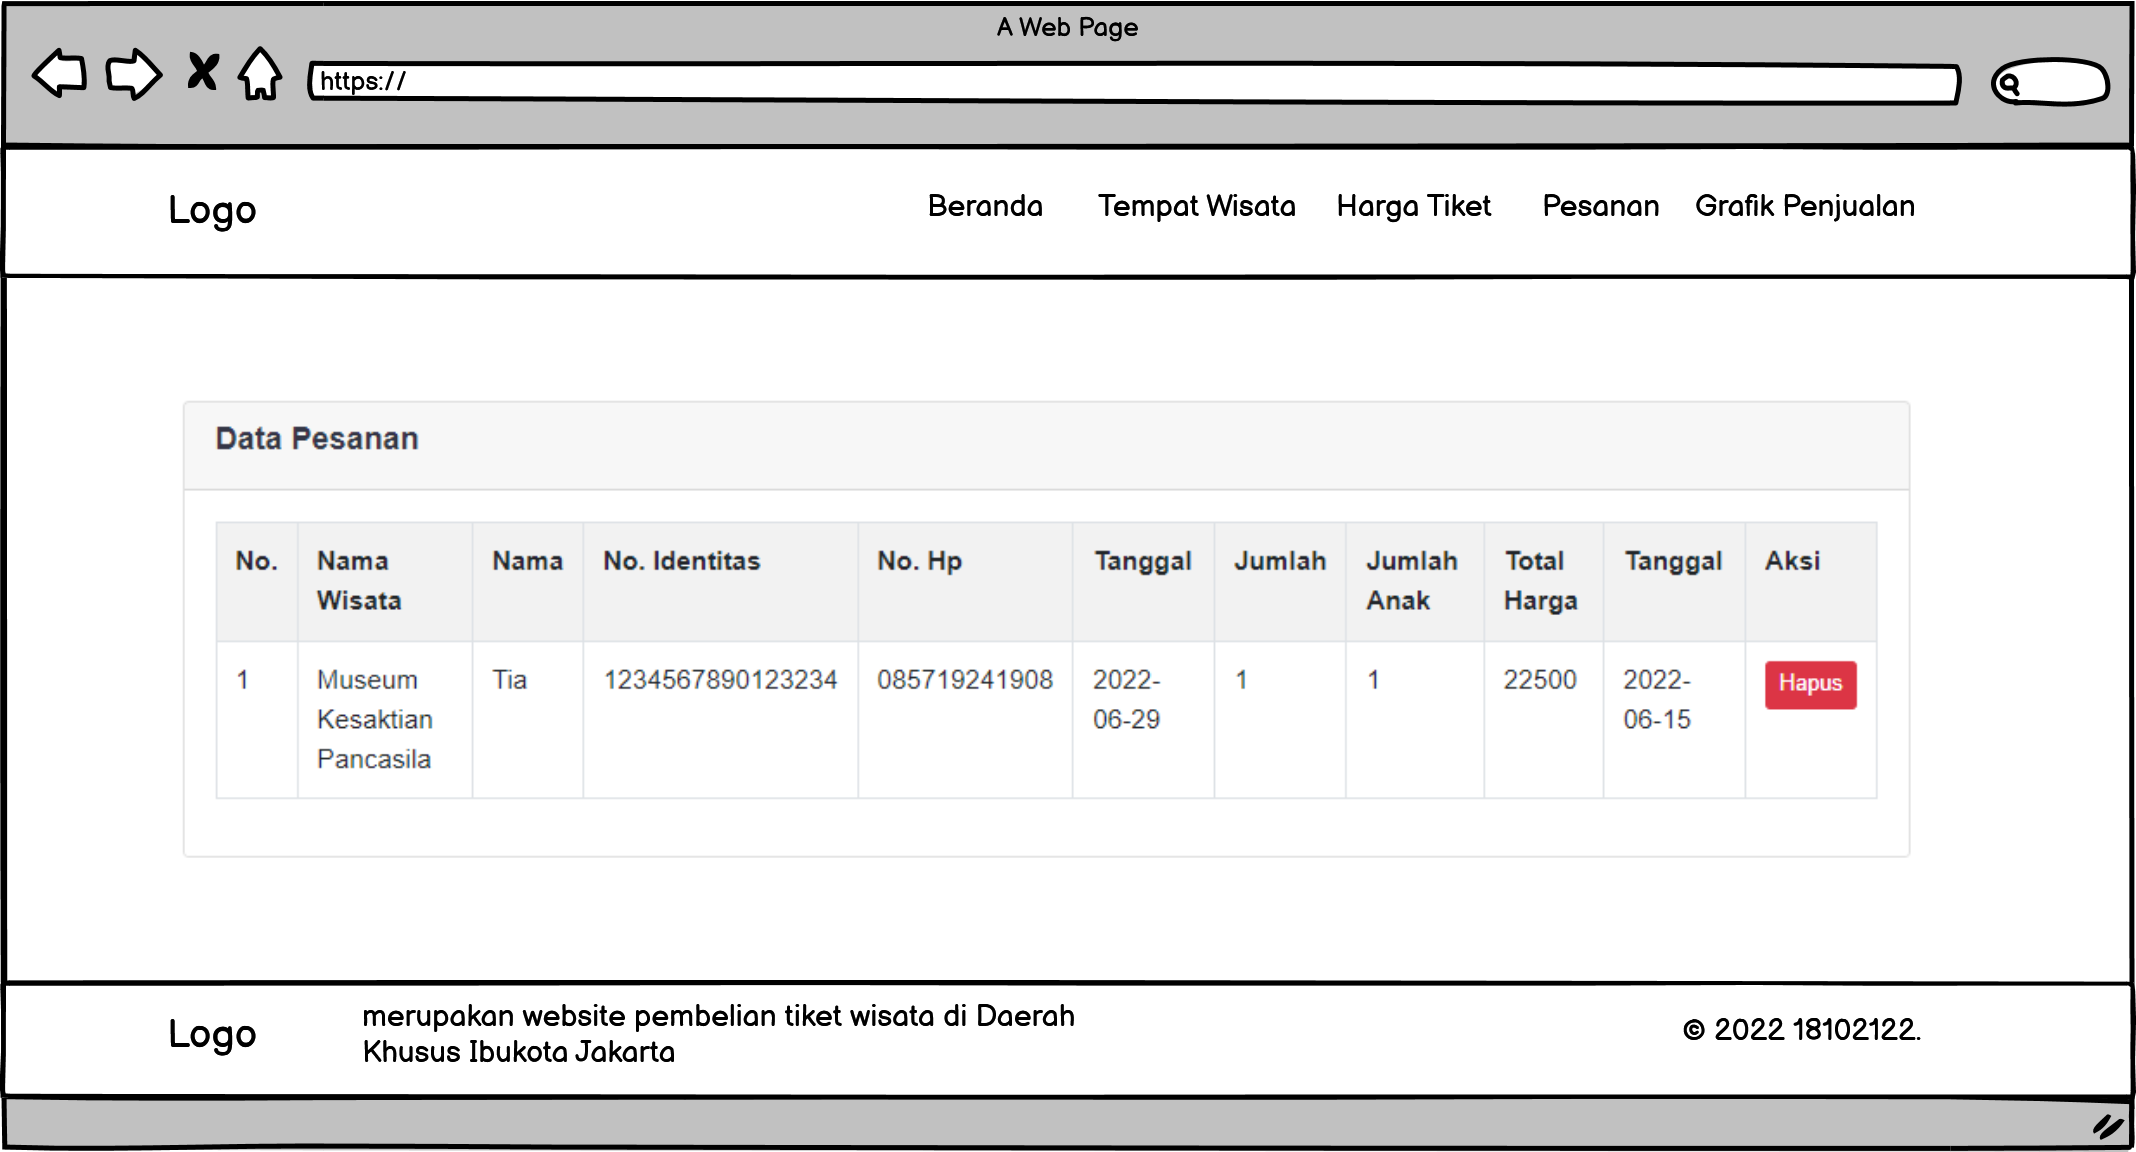 A Web Page
https://
Logo
Beranda Tempat Wisata Harga Tiket Pesanan Grafik Penjualan
Data Pesanan
No. Nama Nama No. Identitas No. Hp Tanggal Jumlah Jumlah Total Tanggal Aksi
Wisata Anak Harga
1 Museum Tia 1234567890123234 085719241908 2022- 1 1 22500 2022- Hapus
Kesaktian 06-29 06-15
Pancasila
Logo
merupakan website pembelian tiket wisata di Daerah
Khusus Ibukota Jakarta
© 2022 18102122.